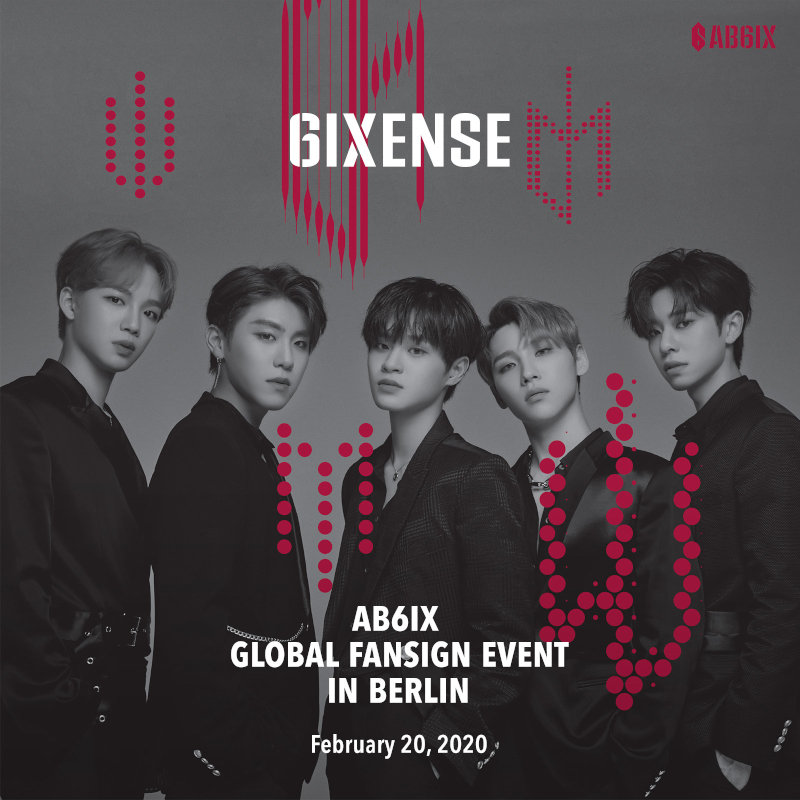 AB6IX
6IXENSE
AB6IX
GLOBAL FANSIGN EVENT
IN BERLIN
February 20, 2020